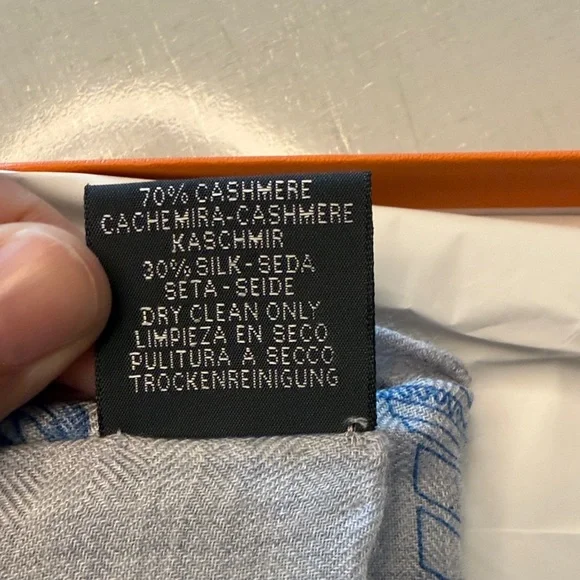 70% CASHMERE
CACHEMIRA-CASHMERE
KASCHMIR
30% SILK-SEDA
SETA-SEIDE
DRY CLEAN ONLY
LIMPIEZA EN SECO
PULITURA A SECCO
TROCKENREINIGUNG